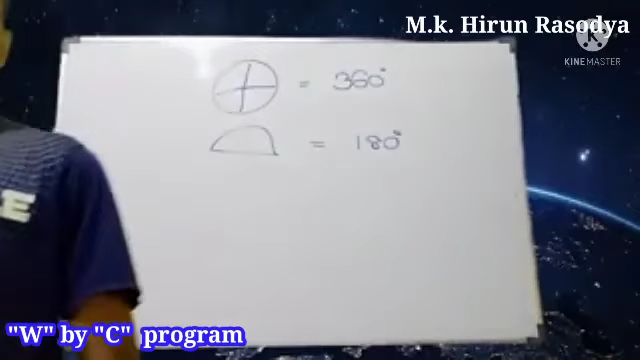 M.k. Hirun Rasodya
KINEMASTER
= 360°
= 180°
"W" by "C" program